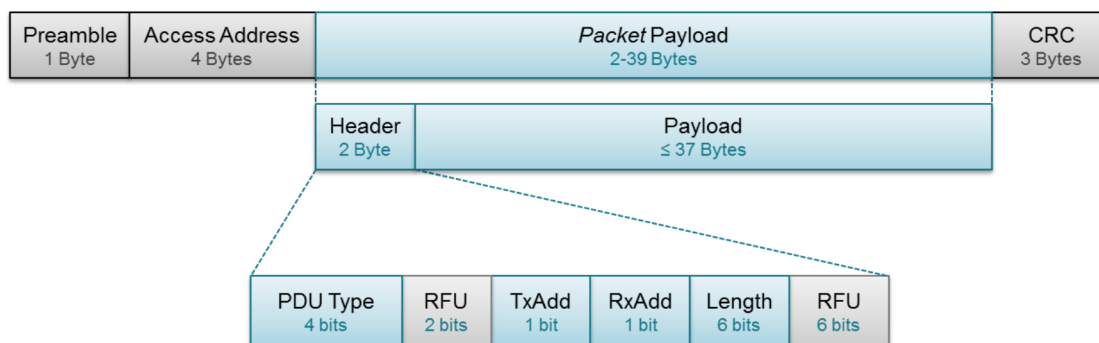 Preamble
1 Byte
Access Address
4 Bytes
Packet Payload
2-39 Bytes
CRC
3 Bytes
Header
2 Byte
Payload
≤ 37 Bytes
PDU Type
4 bits
RFU
2 bits
TxAdd
1 bit
RxAdd
1 bit
Length
6 bits
RFU
6 bits